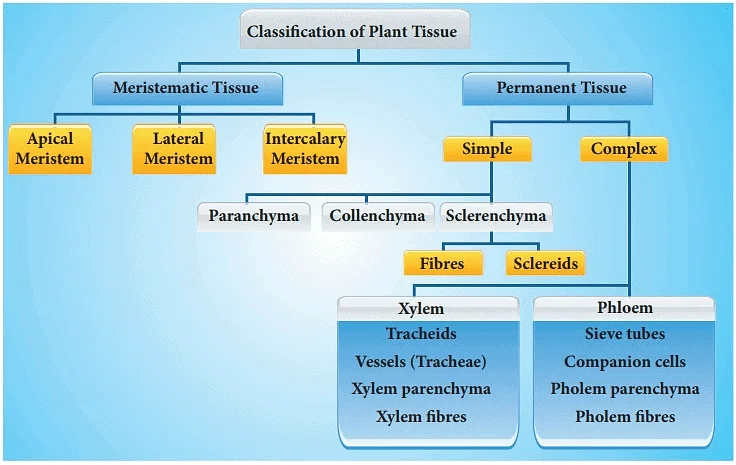 Classification of Plant Tissue
Meristematic Tissue
Permanent Tissue
Apical
Meristem
Lateral
Meristem
Intercalary
Meristem
Simple
Complex
Paranchyma
Collenchyma
Sclerenchyma
Fibres
Sclereids
Xylem
Tracheids
Vessels (Tracheae)
Xylem parenchyma
Xylem fibres
Phloem
Sieve tubes
Companion cells
Pholem parenchyma
Pholem fibres